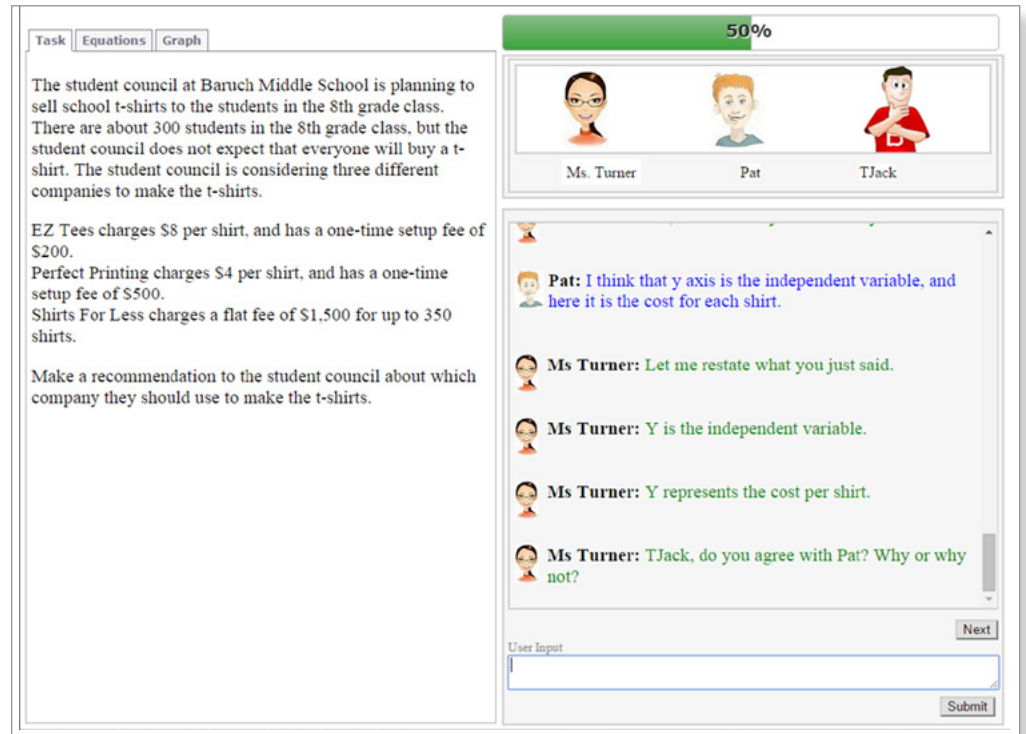 Task Equations Graph
50%
The student council at Baruch Middle School is planning to
sell school t-shirts to the students in the 8th grade class.
There are about 300 students in the 8th grade class, but the
student council does not expect that everyone will buy a t-
shirt. The student council is considering three different
companies to make the t-shirts.
EZ Tees charges $8 per shirt, and has a one-time setup fee of
$200.
Perfect Printing charges $4 per shirt, and has a one-time
setup fee of $500.
Shirts For Less charges a flat fee of $1,500 for up to 350
shirts.
Make a recommendation to the student council about which
company they should use to make the t-shirts.
B
Ms. Turner Pat TJack
Pat: I think that y axis is the independent variable, and
here it is the cost for each shirt.
Ms Turner: Let me restate what you just said.
Ms Turner: Y is the independent variable.
Ms Turner: Y represents the cost per shirt.
Ms Turner: TJack, do you agree with Pat? Why or why
not?
Next
User Input
Submit